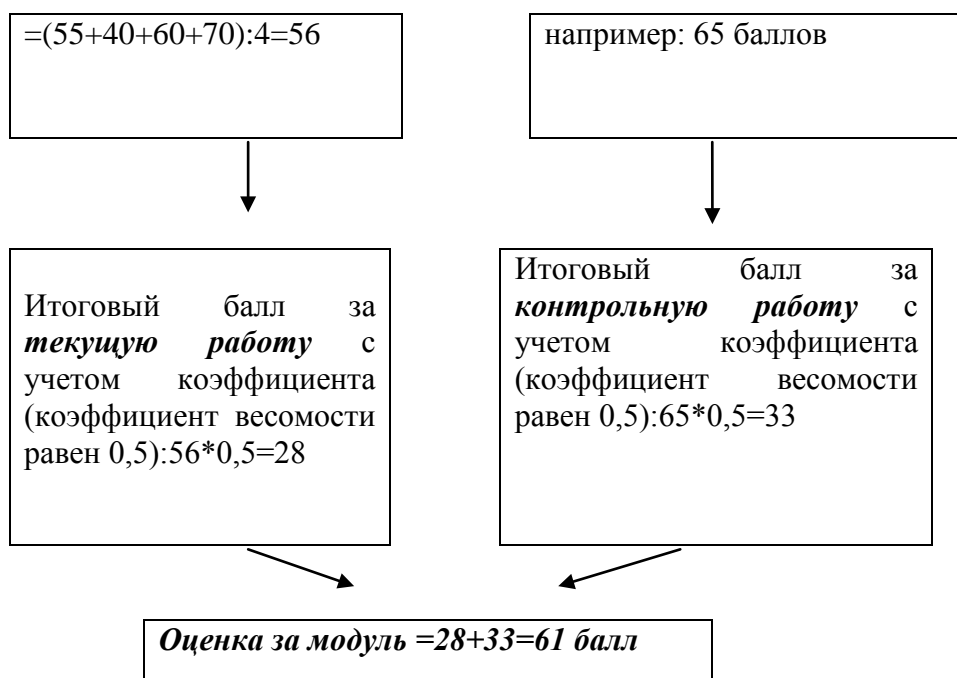 =(55+40+60+70):4=56
например: 65 баллов
Итоговый балл за
текущую работу с
учетом коэффициента
(коэффициент весомости
равен 0,5):56*0,5=28
Итоговый балл за
контрольную работу с
учетом коэффициента
(коэффициент весомости
равен 0,5):65*0,5=33
Оценка за модуль =28+33=61 балл